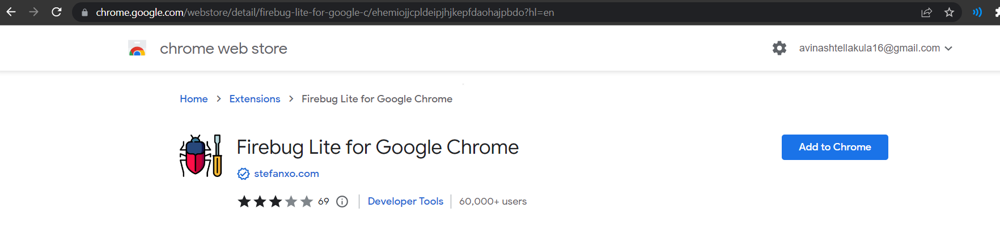 chrome.google.com/webstore/detail/firebug-lite-for-google-c/ehemiojjcpldeipjhjkepfdaohajpbdo?hl=en
chrome web store
avinashtellakula16@gmail.com
Home > Extensions > Firebug Lite for Google Chrome
Firebug Lite for Google Chrome
Add to Chrome
stefanxo.com
69 | Developer Tools | 60,000+ users